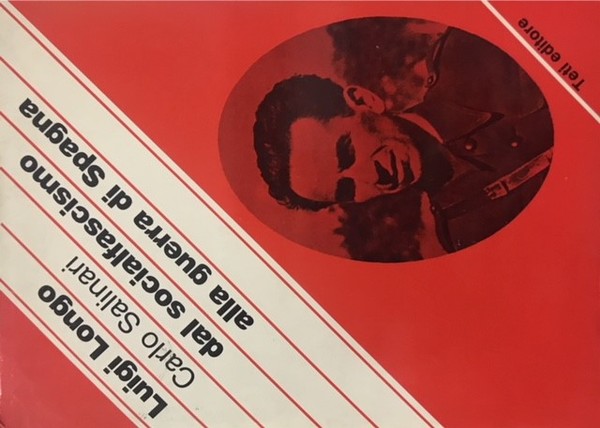 Luigi Longo
Carlo Salinari
dal socialfascismo
alla guerra di Spagna
Teti editore